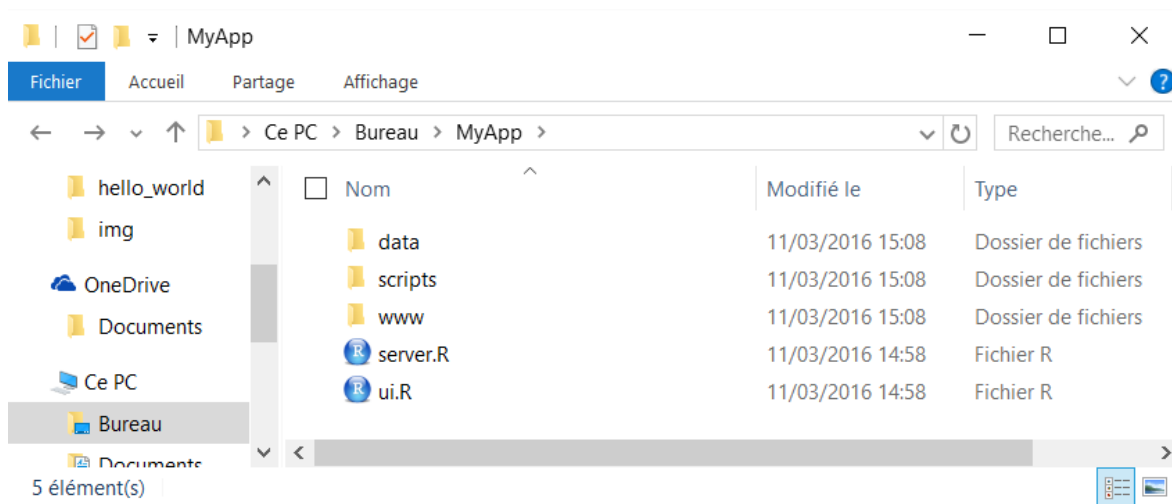 MyApp
Fichier Accueil Partage Affichage
Ce PC > Bureau > MyApp >
Recherche...
hello_world
img
OneDrive
Documents
Ce PC
Bureau
Documents
Nom Modifié le Type
data 11/03/2016 15:08 Dossier de fichiers
scripts 11/03/2016 15:08 Dossier de fichiers
www 11/03/2016 15:08 Dossier de fichiers
server.R 11/03/2016 14:58 Fichier R
ui.R 11/03/2016 14:58 Fichier R
5 élément(s)